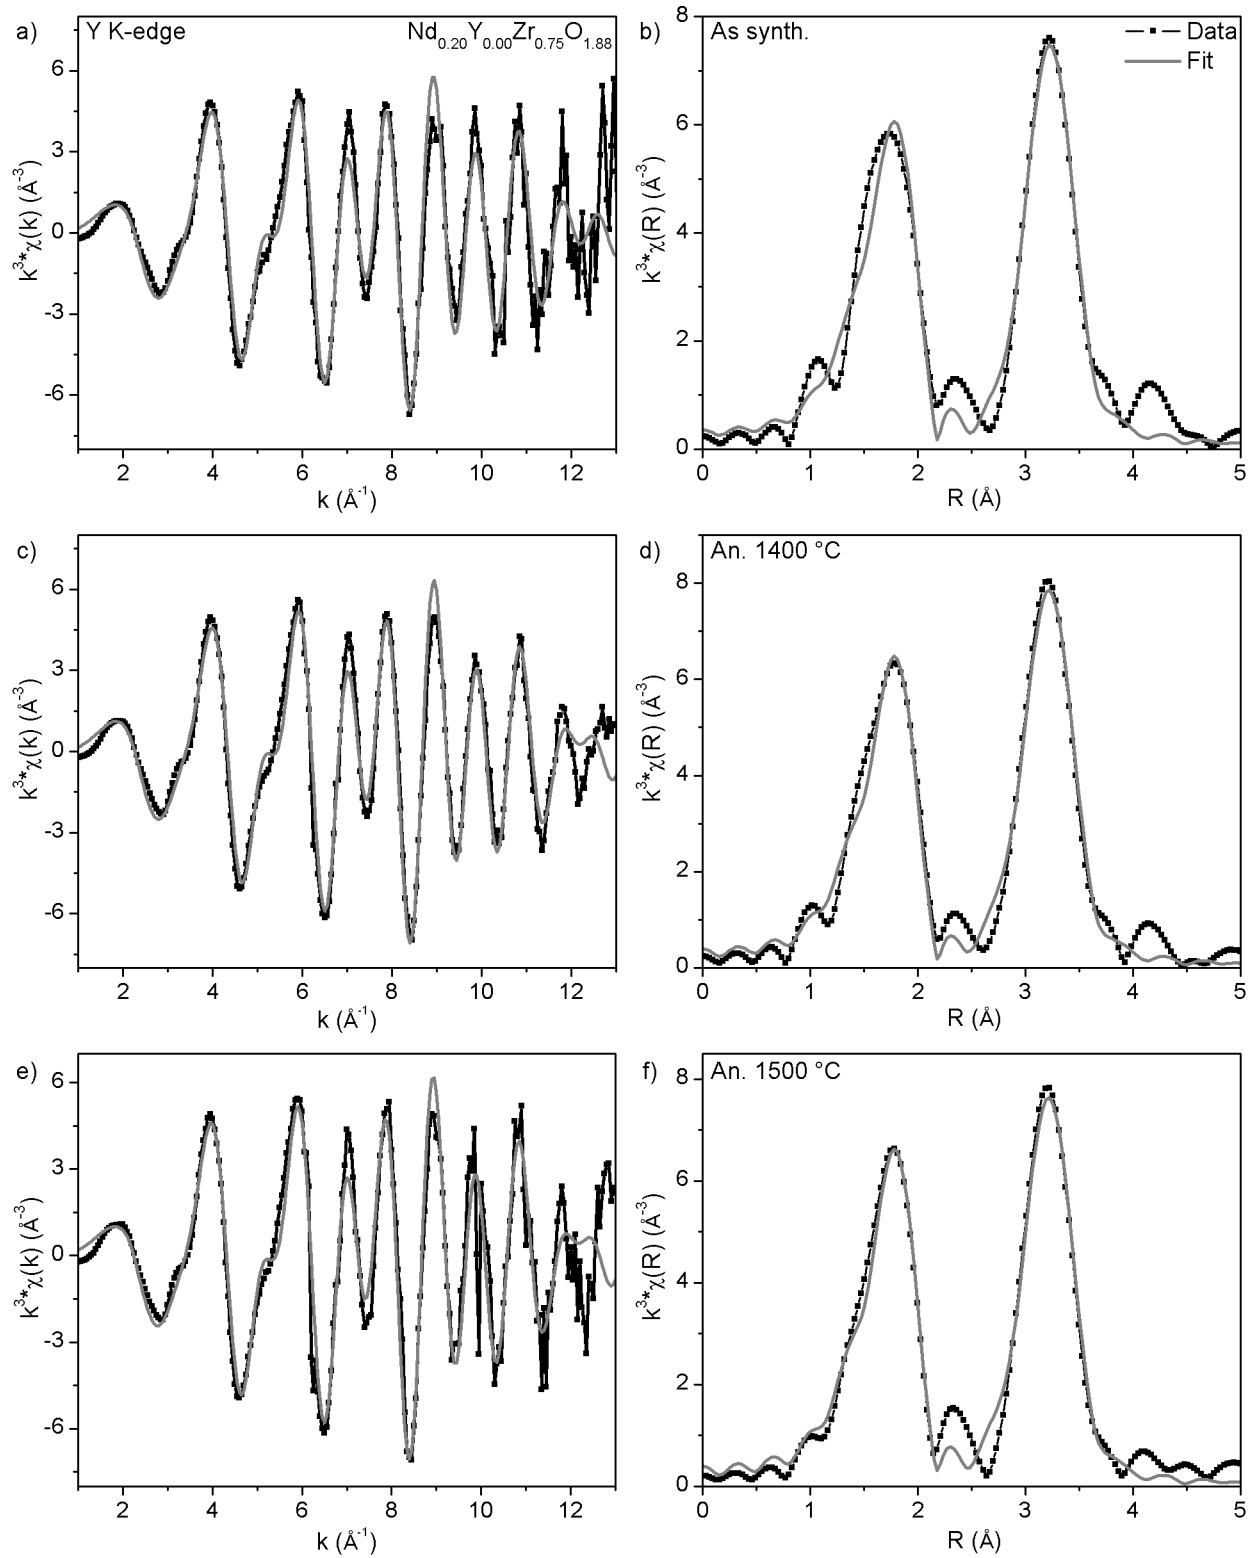 a) Y K-edge Nd0.20Y0.00Zr0.75O1.88
6
3
0
-3
-6
k3*χ(k) (Å-3)
2 4 6 8 10 12
k (Å-1)
b) As synth.
Data
Fit
8
6
4
2
0
k3*χ(R) (Å-3)
0 1 2 3 4 5
R (Å)
c)
6
3
0
-3
-6
k3*χ(k) (Å-3)
2 4 6 8 10 12
k (Å-1)
d) An. 1400 °C
8
6
4
2
0
k3*χ(R) (Å-3)
0 1 2 3 4 5
R (Å)
e)
6
3
0
-3
-6
k3*χ(k) (Å-3)
2 4 6 8 10 12
k (Å-1)
f) An. 1500 °C
8
6
4
2
0
k3*χ(R) (Å-3)
0 1 2 3 4 5
R (Å)